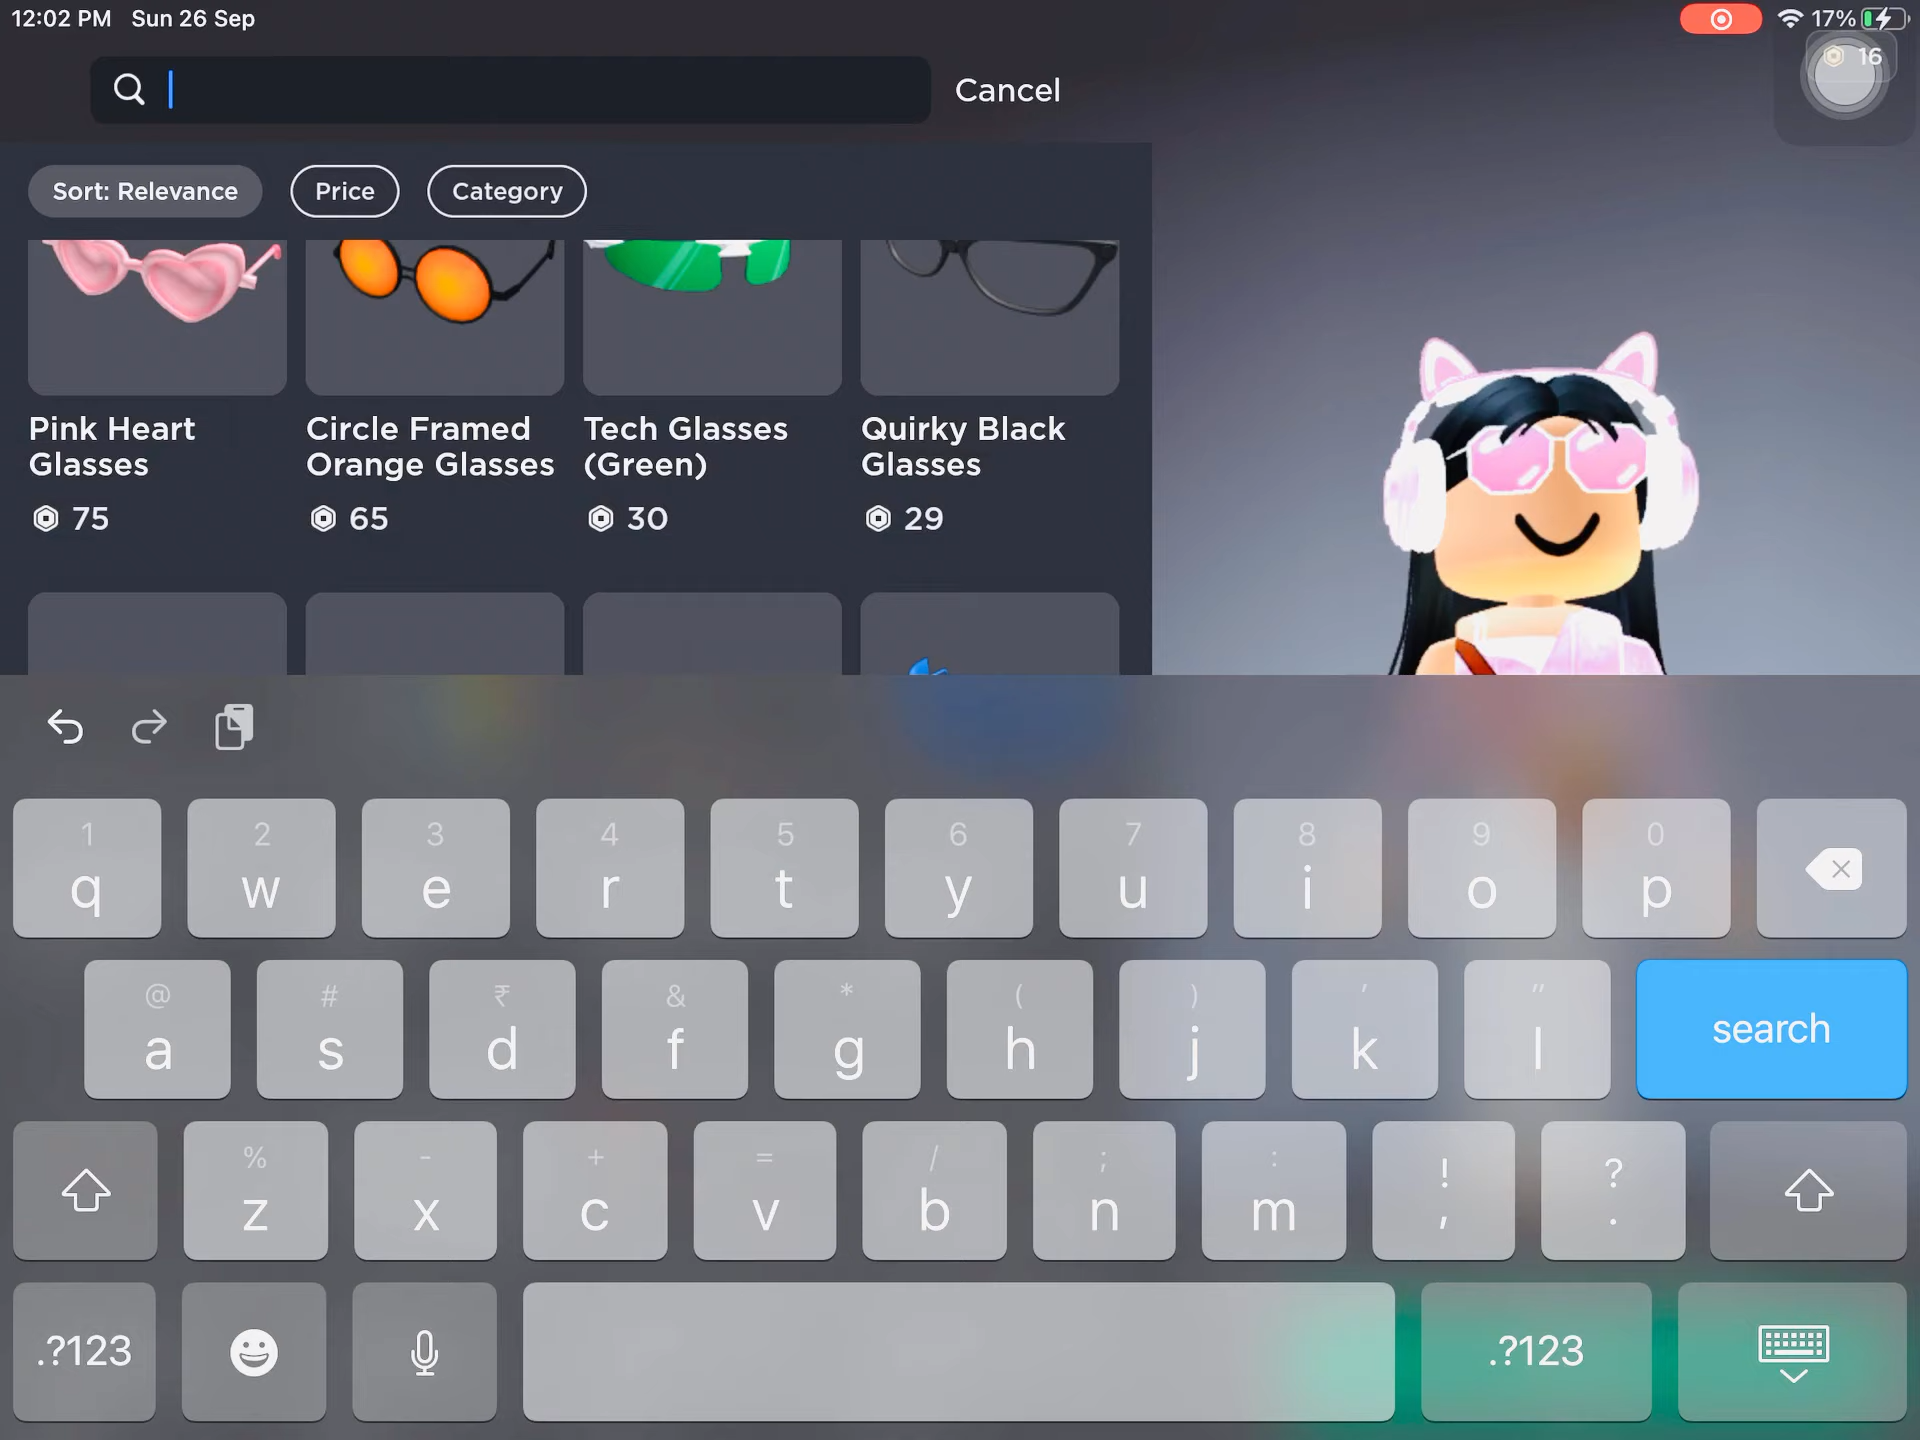 12:02 PM Sun 26 Sep
17%
16
Cancel
Sort: Relevance
Price
Category
Pink Heart
Glasses
75
Circle Framed
Orange Glasses
65
Tech Glasses
(Green)
30
Quirky Black
Glasses
29
1 2 3 4 5 6 7 8 9 0
q w e r t y u i o p
@ # ₹ & * ( ) ' "
a s d f g h j k l
search
% - + = / ; : ! ?
z x c v b n m , .
.?123
.?123